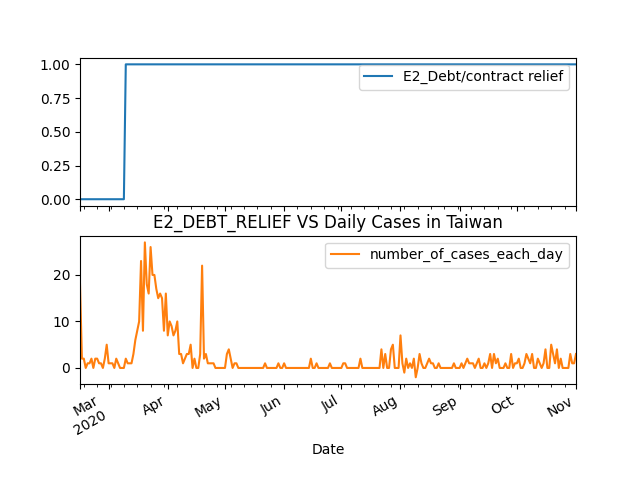 1.00
0.75
0.50
0.25
0.00
E2_Debt/contract relief
E2_DEBT_RELIEF VS Daily Cases in Taiwan
20
10
0
number_of_cases_each_day
Mar
2020
Apr
May
Jun
Jul
Aug
Sep
Oct
Nov
Date